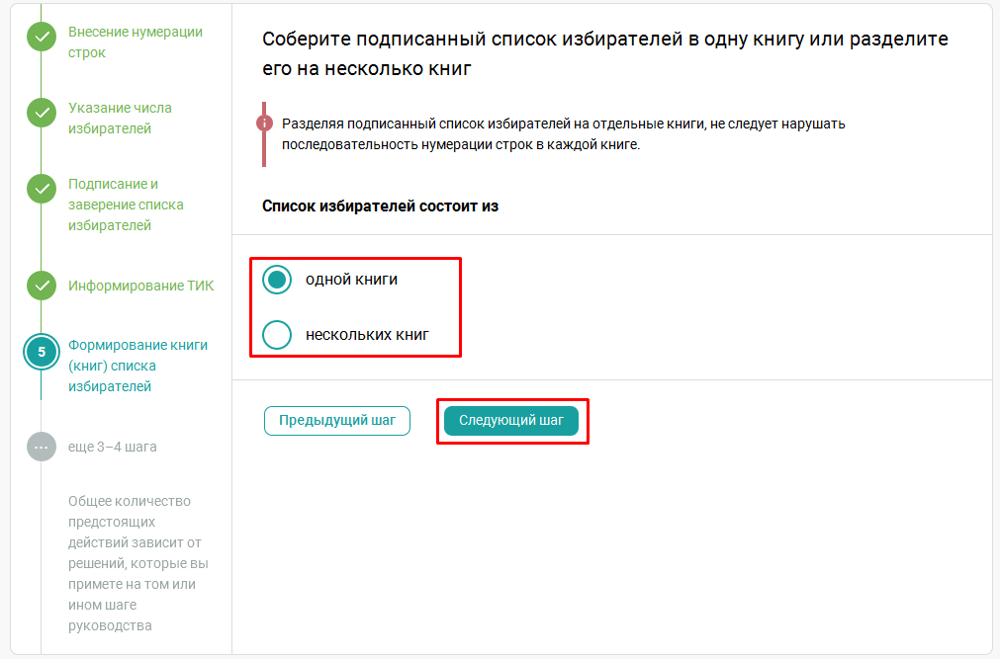 Внесение нумерации
строк
Указание числа
избирателей
Подписание и
заверение списка
избирателей
Информирование ТИК
5
Формирование книги
(книг) списка
избирателей
еще 3–4 шага
Общее количество
предстоящих
действий зависит от
решений, которые вы
примете на том или
ином шаге
руководства
Соберите подписанный список избирателей в одну книгу или разделите
его на несколько книг
Разделяя подписанный список избирателей на отдельные книги, не следует нарушать
последовательность нумерации строк в каждой книге.
Список избирателей состоит из
одной книги
нескольких книг
Предыдущий шаг
Следующий шаг